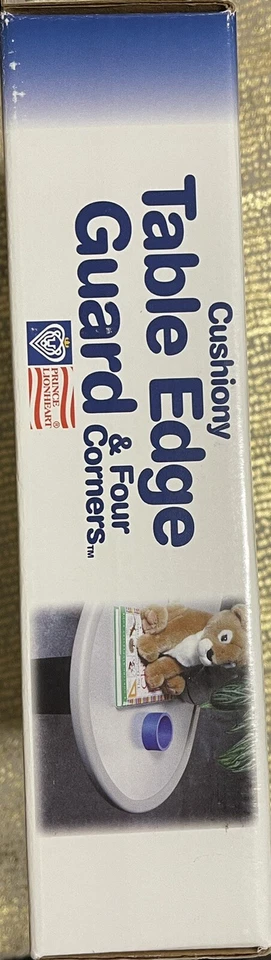 Cushiony
Table Edge
Guard & Four
Corners™
PRINCE
LIONHEART®